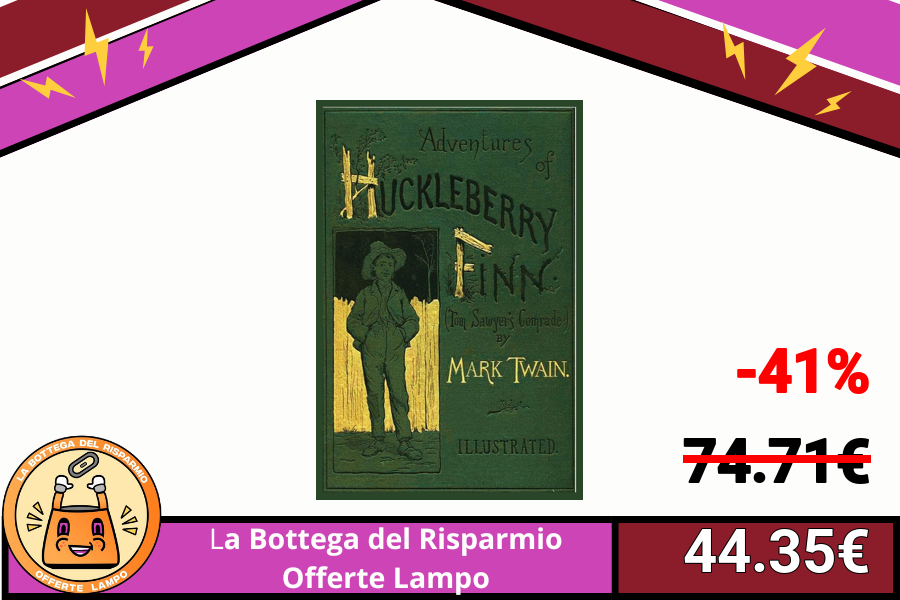 Adventures
of
HUCKLEBERRY
FINN.
(Tom Sawyer's Comrade)
BY
MARK TWAIN.
ILLUSTRATED.
-41%
74.71€
LA BOTTEGA DEL RISPARMIO
OFFERTE LAMPO
La Bottega del Risparmio
Offerte Lampo
44.35€